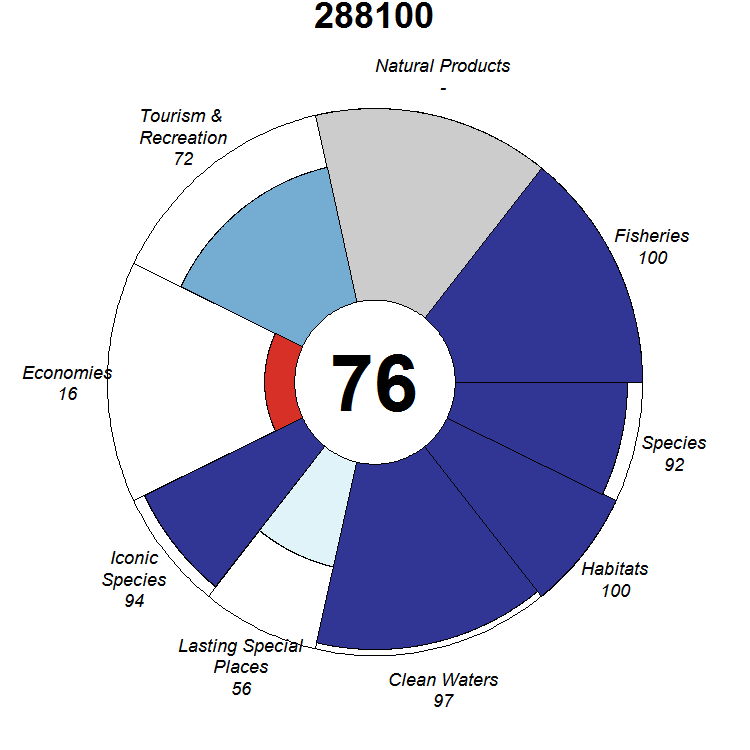 288100
Natural Products
-
Tourism &
Recreation
72
Fisheries
100
Economies
16
76
Species
92
Iconic
Species
94
Habitats
100
Lasting Special
Places
56
Clean Waters
97